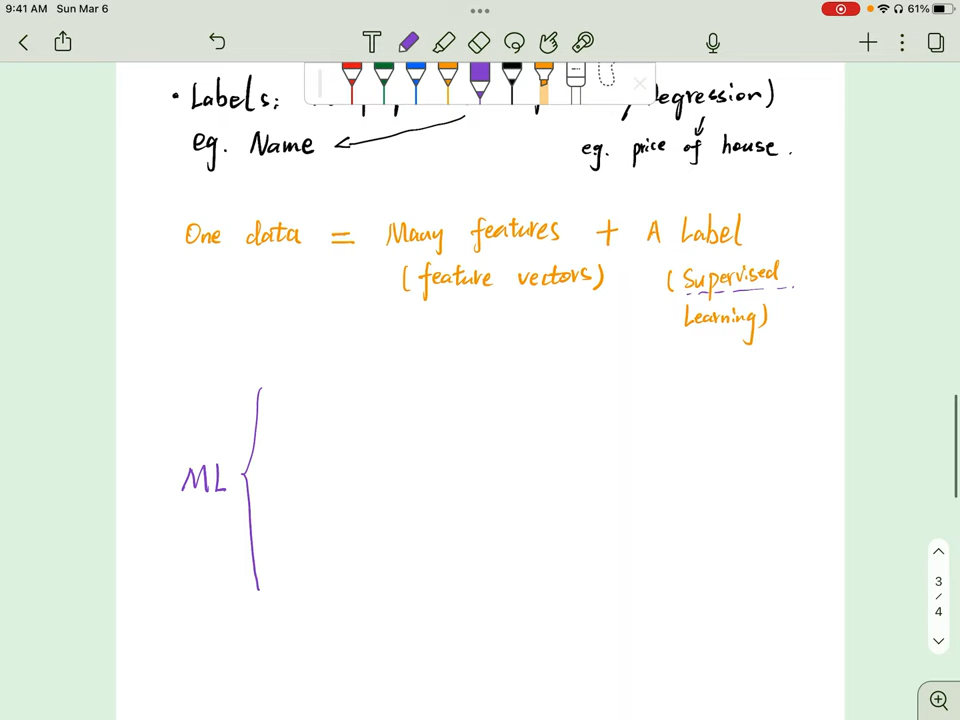 9:41 AM Sun Mar 6
61%
• Labels: regression)
eg. Name
eg. price of house.
One data = Many features + A Label
(feature vectors) (Supervised
Learning)
ML
3
/
4